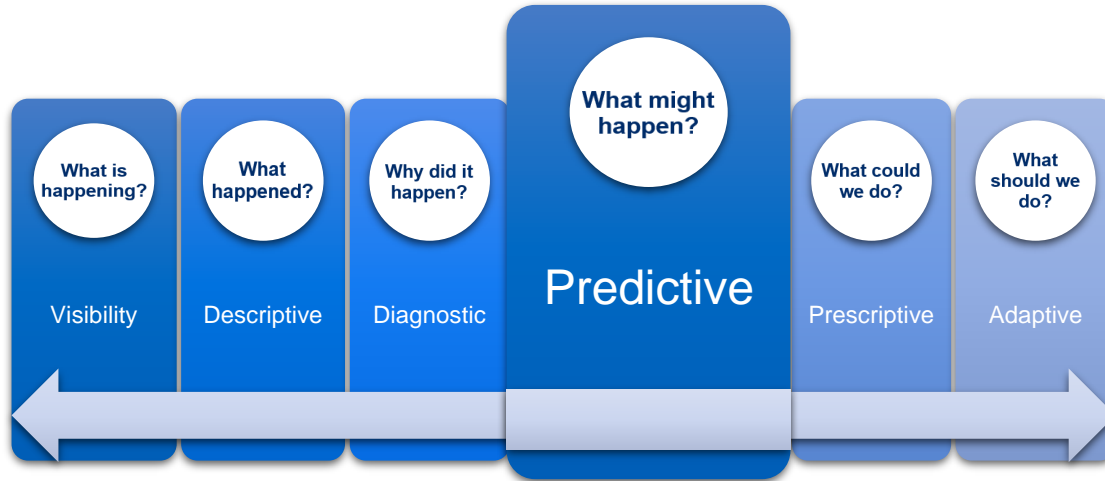 What is
happening?
Visibility
What
happened?
Descriptive
Why did it
happen?
Diagnostic
What might
happen?
Predictive
What could
we do?
Prescriptive
What
should we
do?
Adaptive